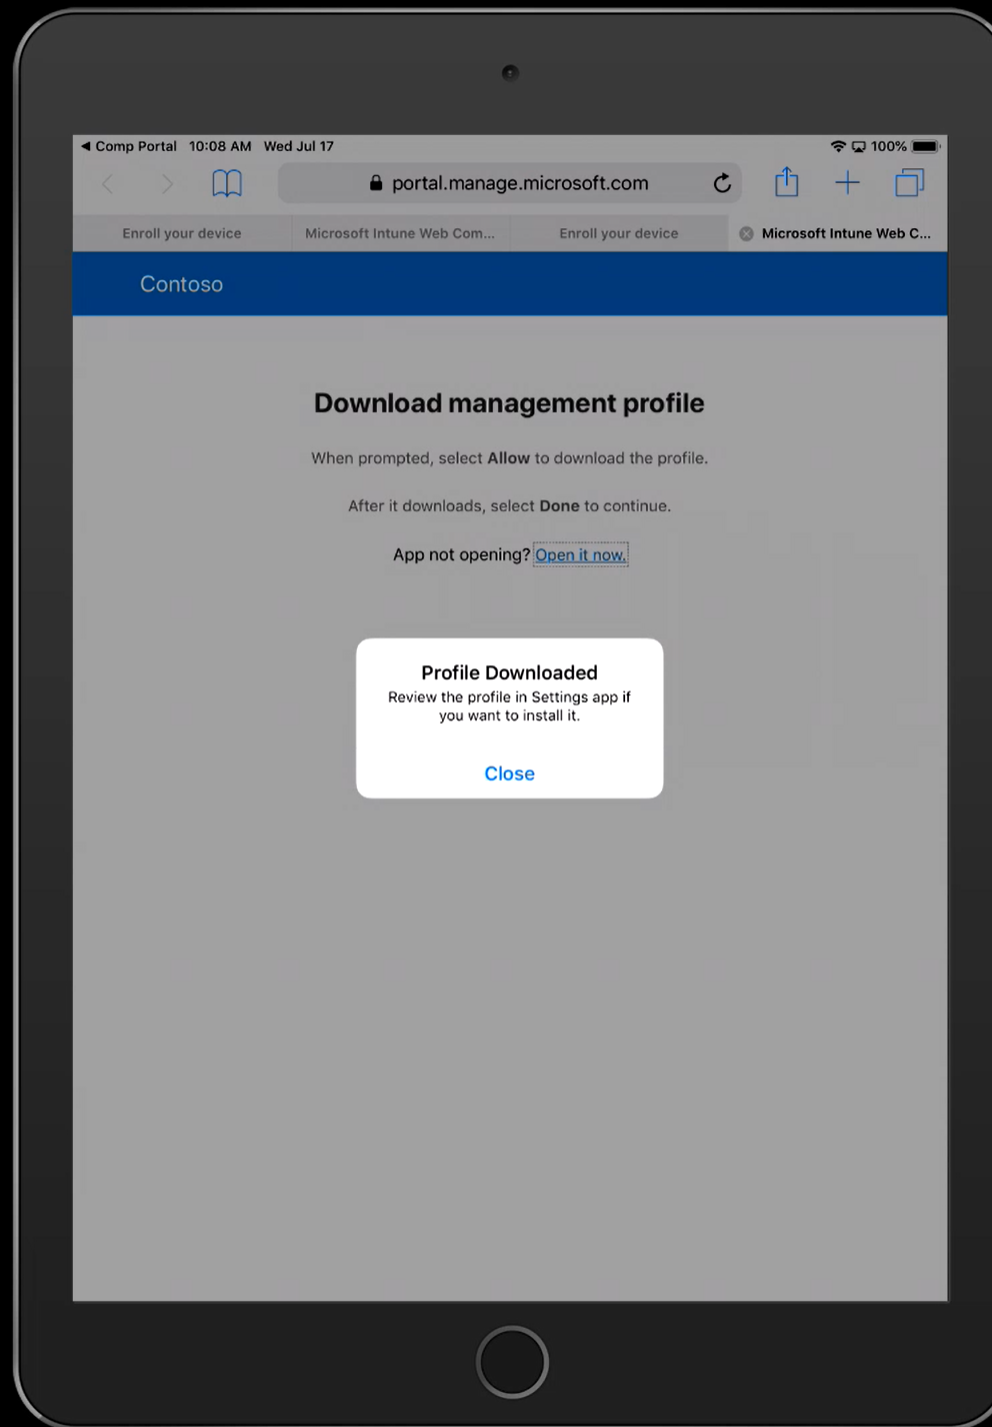 ◀ Comp Portal 10:08 AM Wed Jul 17 100%
portal.manage.microsoft.com
Enroll your device Microsoft Intune Web Com... Enroll your device Microsoft Intune Web C...
Contoso
Download management profile
When prompted, select Allow to download the profile.
After it downloads, select Done to continue.
App not opening? Open it now.
Profile Downloaded
Review the profile in Settings app if
you want to install it.
Close